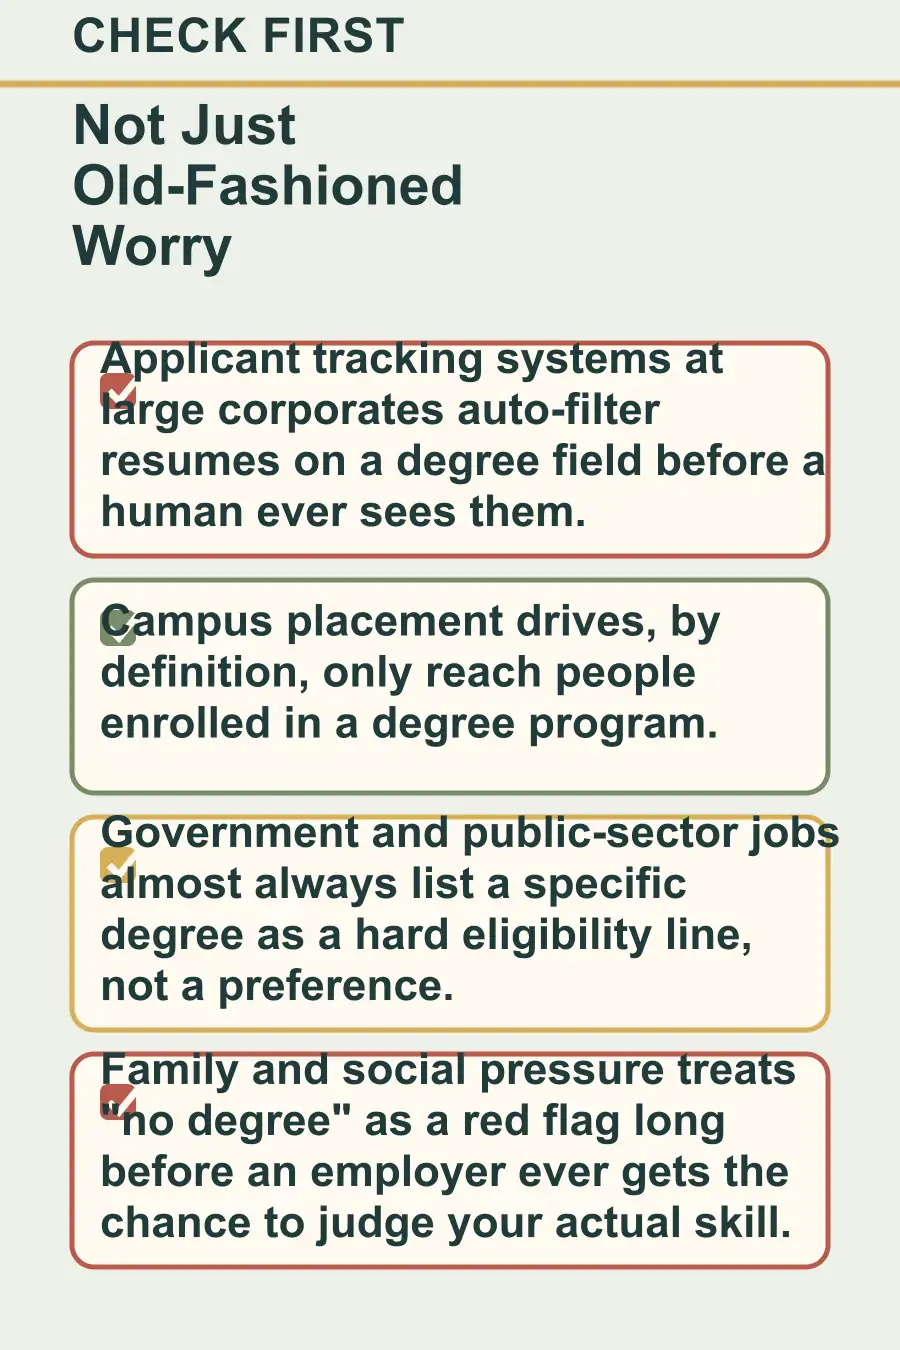 CHECK FIRST
Not Just
Old-Fashioned
Worry
Applicant tracking systems at
large corporates auto-filter
resumes on a degree field before a
human ever sees them.
Campus placement drives, by
definition, only reach people
enrolled in a degree program.
Government and public-sector jobs
almost always list a specific
degree as a hard eligibility line,
not a preference.
Family and social pressure treats
"no degree" as a red flag long
before an employer ever gets the
chance to judge your actual skill.